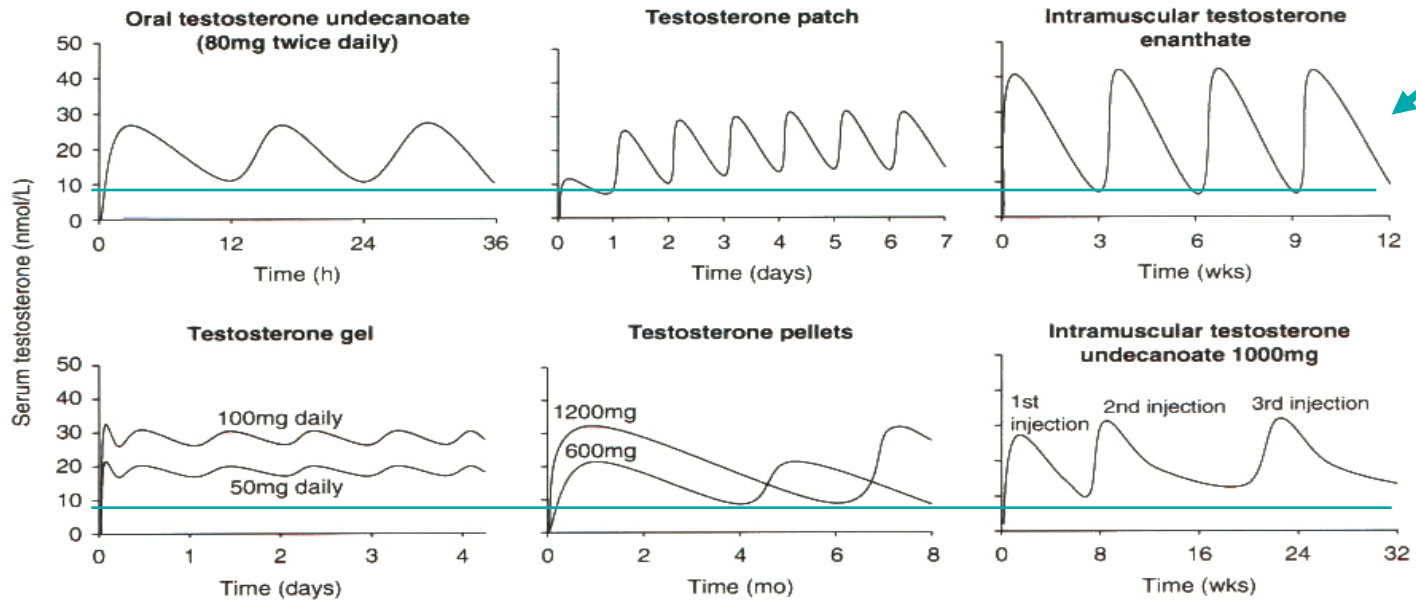 Oral testosterone undecanoate
(80mg twice daily)
Testosterone patch
Intramuscular testosterone
enanthate
Serum testosterone (nmol/L)
50
40
30
20
10
0
0 12 24 36
Time (h)
0 1 2 3 4 5 6 7
Time (days)
0 3 6 9 12
Time (wks)
Testosterone gel
Testosterone pellets
Intramuscular testosterone
undecanoate 1000mg
50
40
30
20
10
0
100mg daily
50mg daily
0 1 2 3 4
Time (days)
1200mg
600mg
0 2 4 6 8
Time (mo)
1st
injection
2nd injection
3rd injection
0 8 16 24 32
Time (wks)